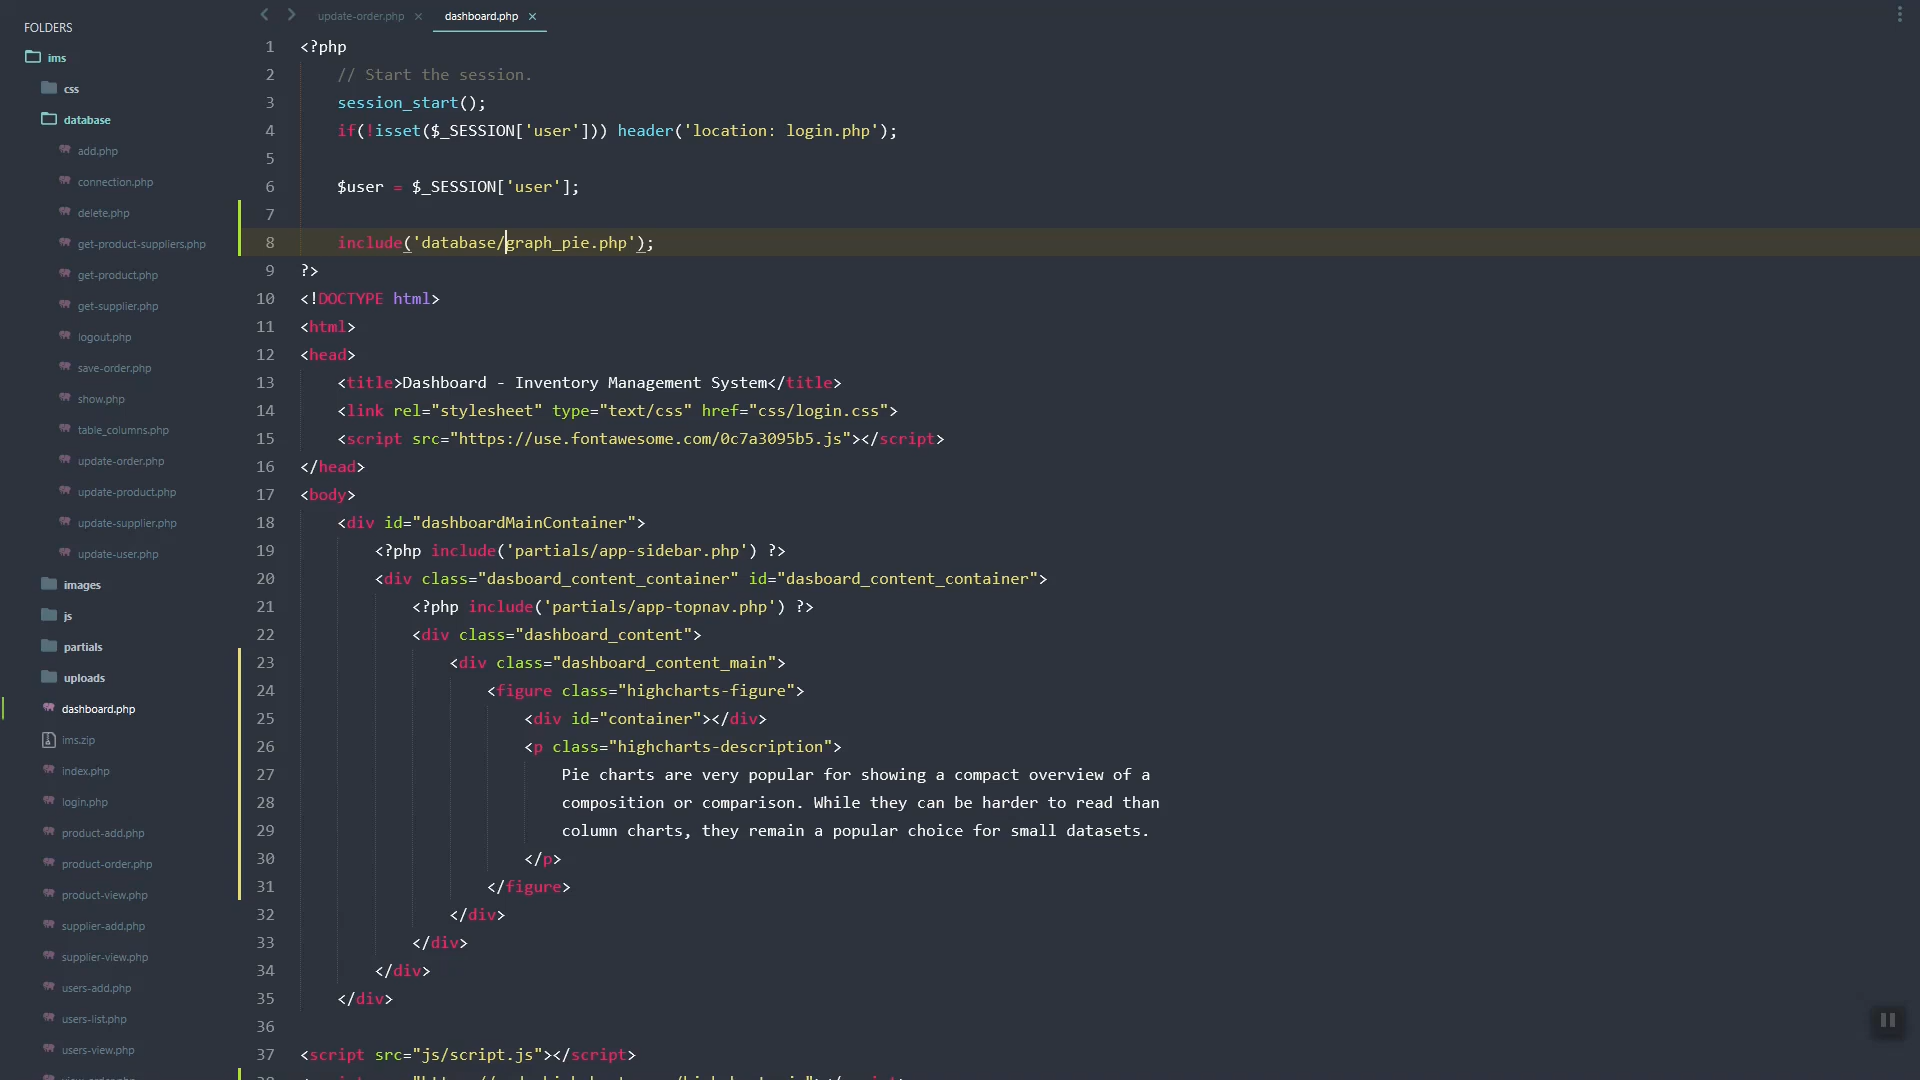 FOLDERS
ims
css
database
add.php
connection.php
delete.php
get-product-suppliers.php
get-product.php
get-supplier.php
logout.php
save-order.php
show.php
table_columns.php
update-order.php
update-product.php
update-supplier.php
update-user.php
images
js
partials
uploads
dashboard.php
ims.zip
index.php
login.php
product-add.php
product-order.php
product-view.php
supplier-add.php
supplier-view.php
users-add.php
users-list.php
users-view.php
update-order.php × dashboard.php ×
1 <?php
2 // Start the session.
3 session_start();
4 if(!isset($_SESSION['user'])) header('location: login.php');
5
6 $user = $_SESSION['user'];
7
8 include('database/graph_pie.php');
9 ?>
10 <!DOCTYPE html>
11 <html>
12 <head>
13 <title>Dashboard - Inventory Management System</title>
14 <link rel="stylesheet" type="text/css" href="css/login.css">
15 <script src="https://use.fontawesome.com/0c7a3095b5.js"></script>
16 </head>
17 <body>
18 <div id="dashboardMainContainer">
19 <?php include('partials/app-sidebar.php') ?>
20 <div class="dasboard_content_container" id="dasboard_content_container">
21 <?php include('partials/app-topnav.php') ?>
22 <div class="dashboard_content">
23 <div class="dashboard_content_main">
24 <figure class="highcharts-figure">
25 <div id="container"></div>
26 <p class="highcharts-description">
27 Pie charts are very popular for showing a compact overview of a
28 composition or comparison. While they can be harder to read than
29 column charts, they remain a popular choice for small datasets.
30 </p>
31 </figure>
32 </div>
33 </div>
34 </div>
35 </div>
36
37 <script src="js/script.js"></script>